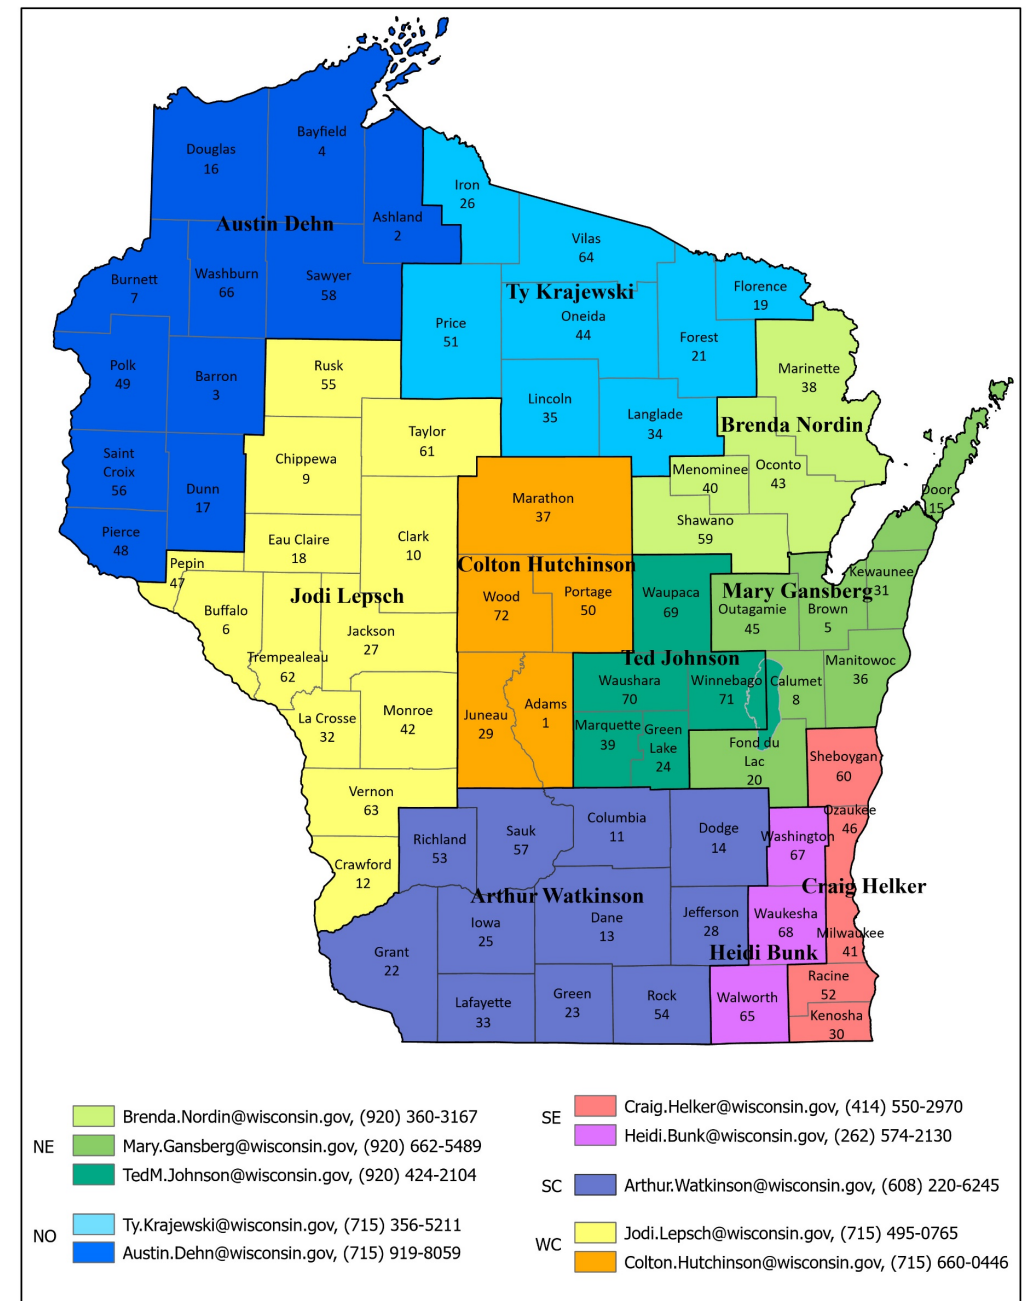 Bayfield
4
Douglas
16
Iron
26
Ashland
2
Austin Dehn
Vilas
64
Burnett
7
Washburn
66
Sawyer
58
Florence
19
Ty Krajewski
Oneida
44
Price
51
Forest
21
Polk
49
Barron
3
Rusk
55
Marinette
38
Lincoln
35
Langlade
34
Brenda Nordin
Taylor
61
Saint
Croix
56
Chippewa
9
Menominee
40
Oconto
43
Dunn
17
Marathon
37
Door
15
Shawano
59
Pierce
48
Eau Claire
18
Clark
10
Pepin
47
Colton Hutchinson
Kewaunee
31
Jodi Lepsch
Wood
72
Portage
50
Waupaca
69
Mary Gansberg
Outagamie
45
Brown
5
Buffalo
6
Jackson
27
Trempealeau
62
Ted Johnson
Waushara
70
Winnebago
71
Calumet
8
Manitowoc
36
La Crosse
32
Monroe
42
Juneau
29
Adams
1
Marquette
39
Green
Lake
24
Fond du
Lac
20
Sheboygan
60
Vernon
63
Richland
53
Sauk
57
Columbia
11
Dodge
14
Washington
67
Ozaukee
46
Crawford
12
Craig Helker
Arthur Watkinson
Iowa
25
Dane
13
Jefferson
28
Waukesha
68
Milwaukee
41
Grant
22
Heidi Bunk
Lafayette
33
Green
23
Rock
54
Walworth
65
Racine
52
Kenosha
30
NE
Brenda.Nordin@wisconsin.gov, (920) 360-3167
Mary.Gansberg@wisconsin.gov, (920) 662-5489
TedM.Johnson@wisconsin.gov, (920) 424-2104
NO
Ty.Krajewski@wisconsin.gov, (715) 356-5211
Austin.Dehn@wisconsin.gov, (715) 919-8059
SE
Craig.Helker@wisconsin.gov, (414) 550-2970
Heidi.Bunk@wisconsin.gov, (262) 574-2130
SC
Arthur.Watkinson@wisconsin.gov, (608) 220-6245
WC
Jodi.Lepsch@wisconsin.gov, (715) 495-0765
Colton.Hutchinson@wisconsin.gov, (715) 660-0446